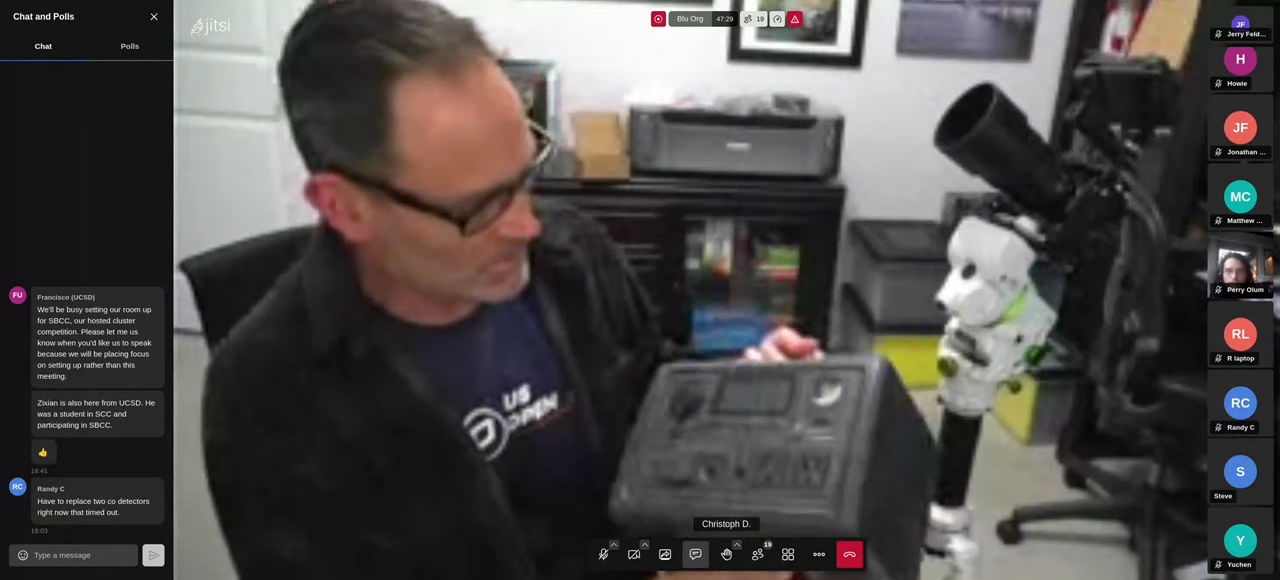 Chat and Polls
Chat
Polls
FU
Francisco (UCSD)
We'll be busy setting our room up
for SBCC, our hosted cluster
competition. Please let me us
know when you'd like us to speak
because we will be placing focus
on setting up rather than this
meeting.
Zixian is also here from UCSD. He
was a student in SCC and
participating in SBCC.
18:41
RC
Randy C
Have to replace two co detectors
right now that timed out.
19:03
Type a message
jitsi
Blu Org
47:29
19
US
OPEN
Christoph D.
19
JF
Jerry Feld...
H
Howie
JF
Jonathan ...
MC
Matthew ...
Perry Olum
RL
R laptop
RC
Randy C
S
Steve
Y
Yuchen